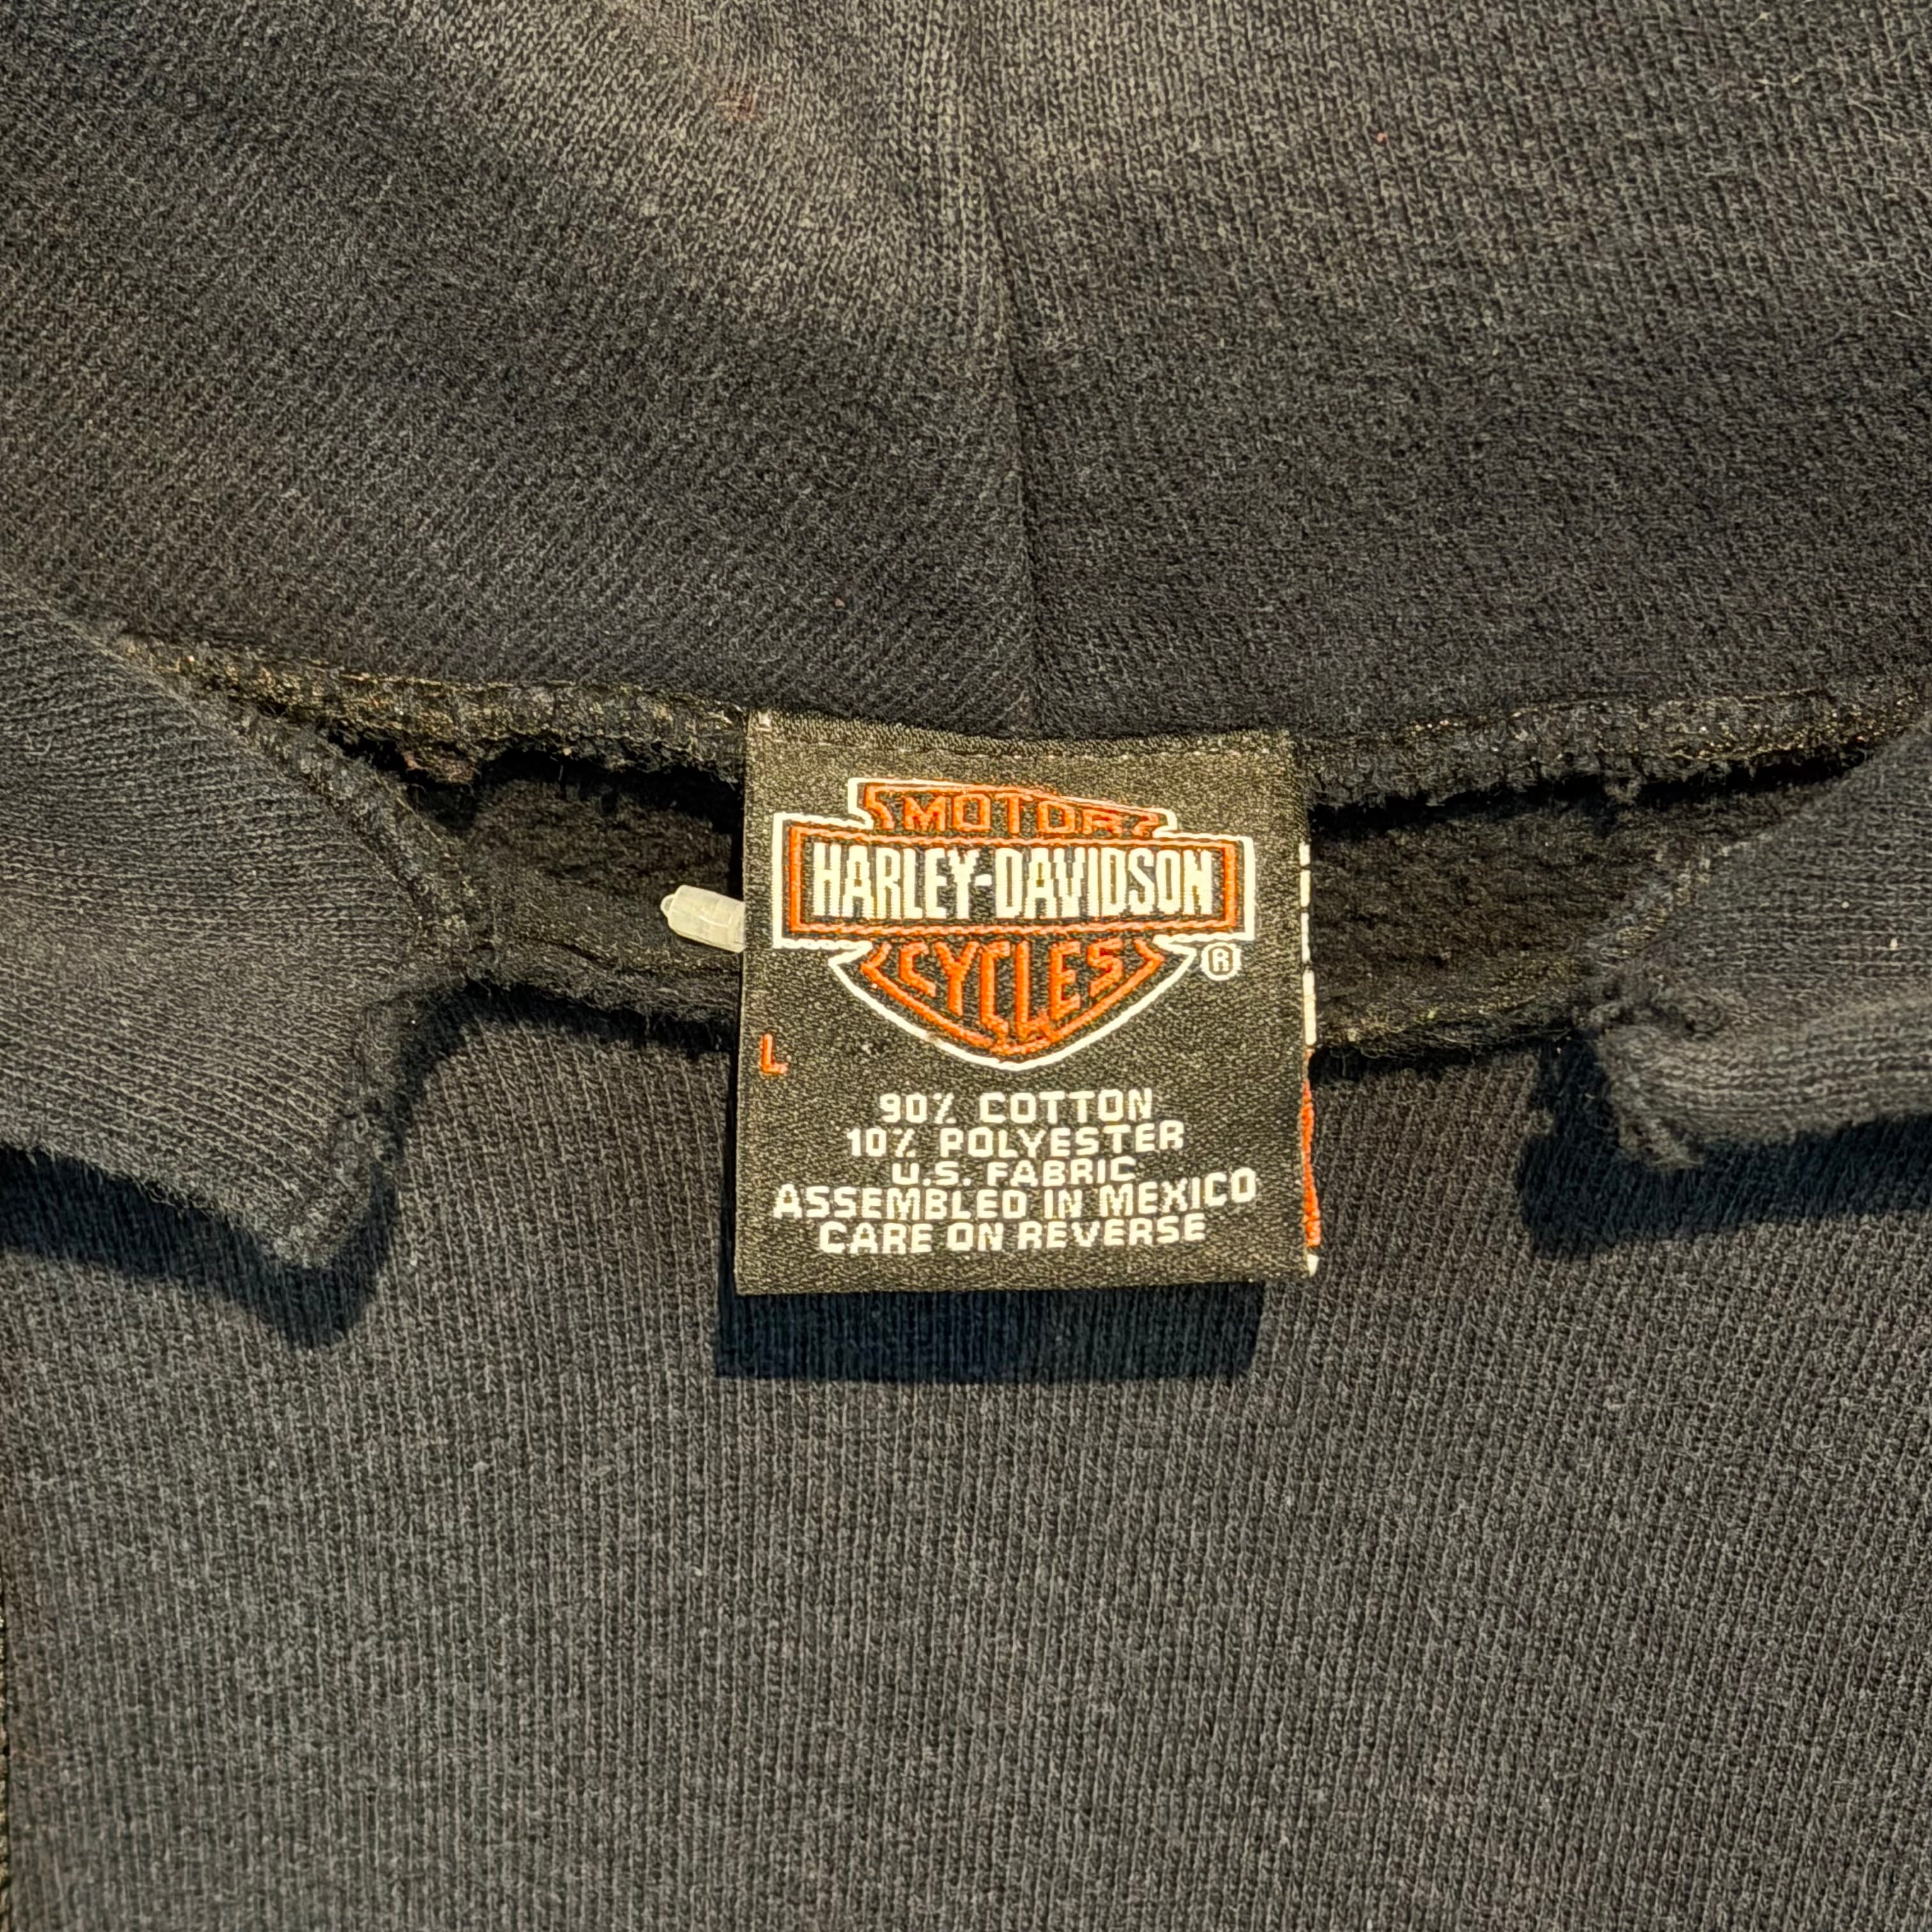 MOTOR
HARLEY-DAVIDSON
CYCLES
®
L
90% COTTON
10% POLYESTER
U.S. FABRIC
ASSEMBLED IN MEXICO
CARE ON REVERSE